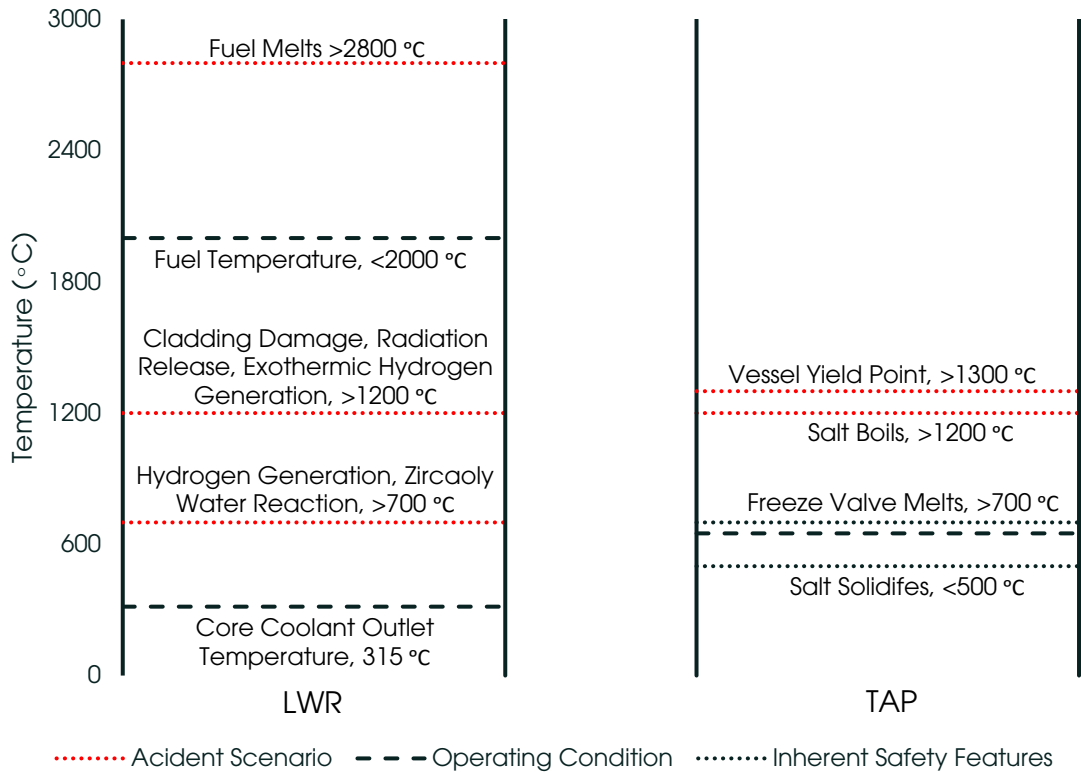 3000
2400
1800
1200
600
0
Temperature (°C)
Fuel Melts >2800 °C
Fuel Temperature, <2000 °C
Cladding Damage, Radiation
Release, Exothermic Hydrogen
Generation, >1200 °C
Hydrogen Generation, Zircaoly
Water Reaction, >700 °C
Core Coolant Outlet
Temperature, 315 °C
LWR
Vessel Yield Point, >1300 °C
Salt Boils, >1200 °C
Freeze Valve Melts, >700 °C
Salt Solidifes, <500 °C
TAP
Acident Scenario
Operating Condition
Inherent Safety Features